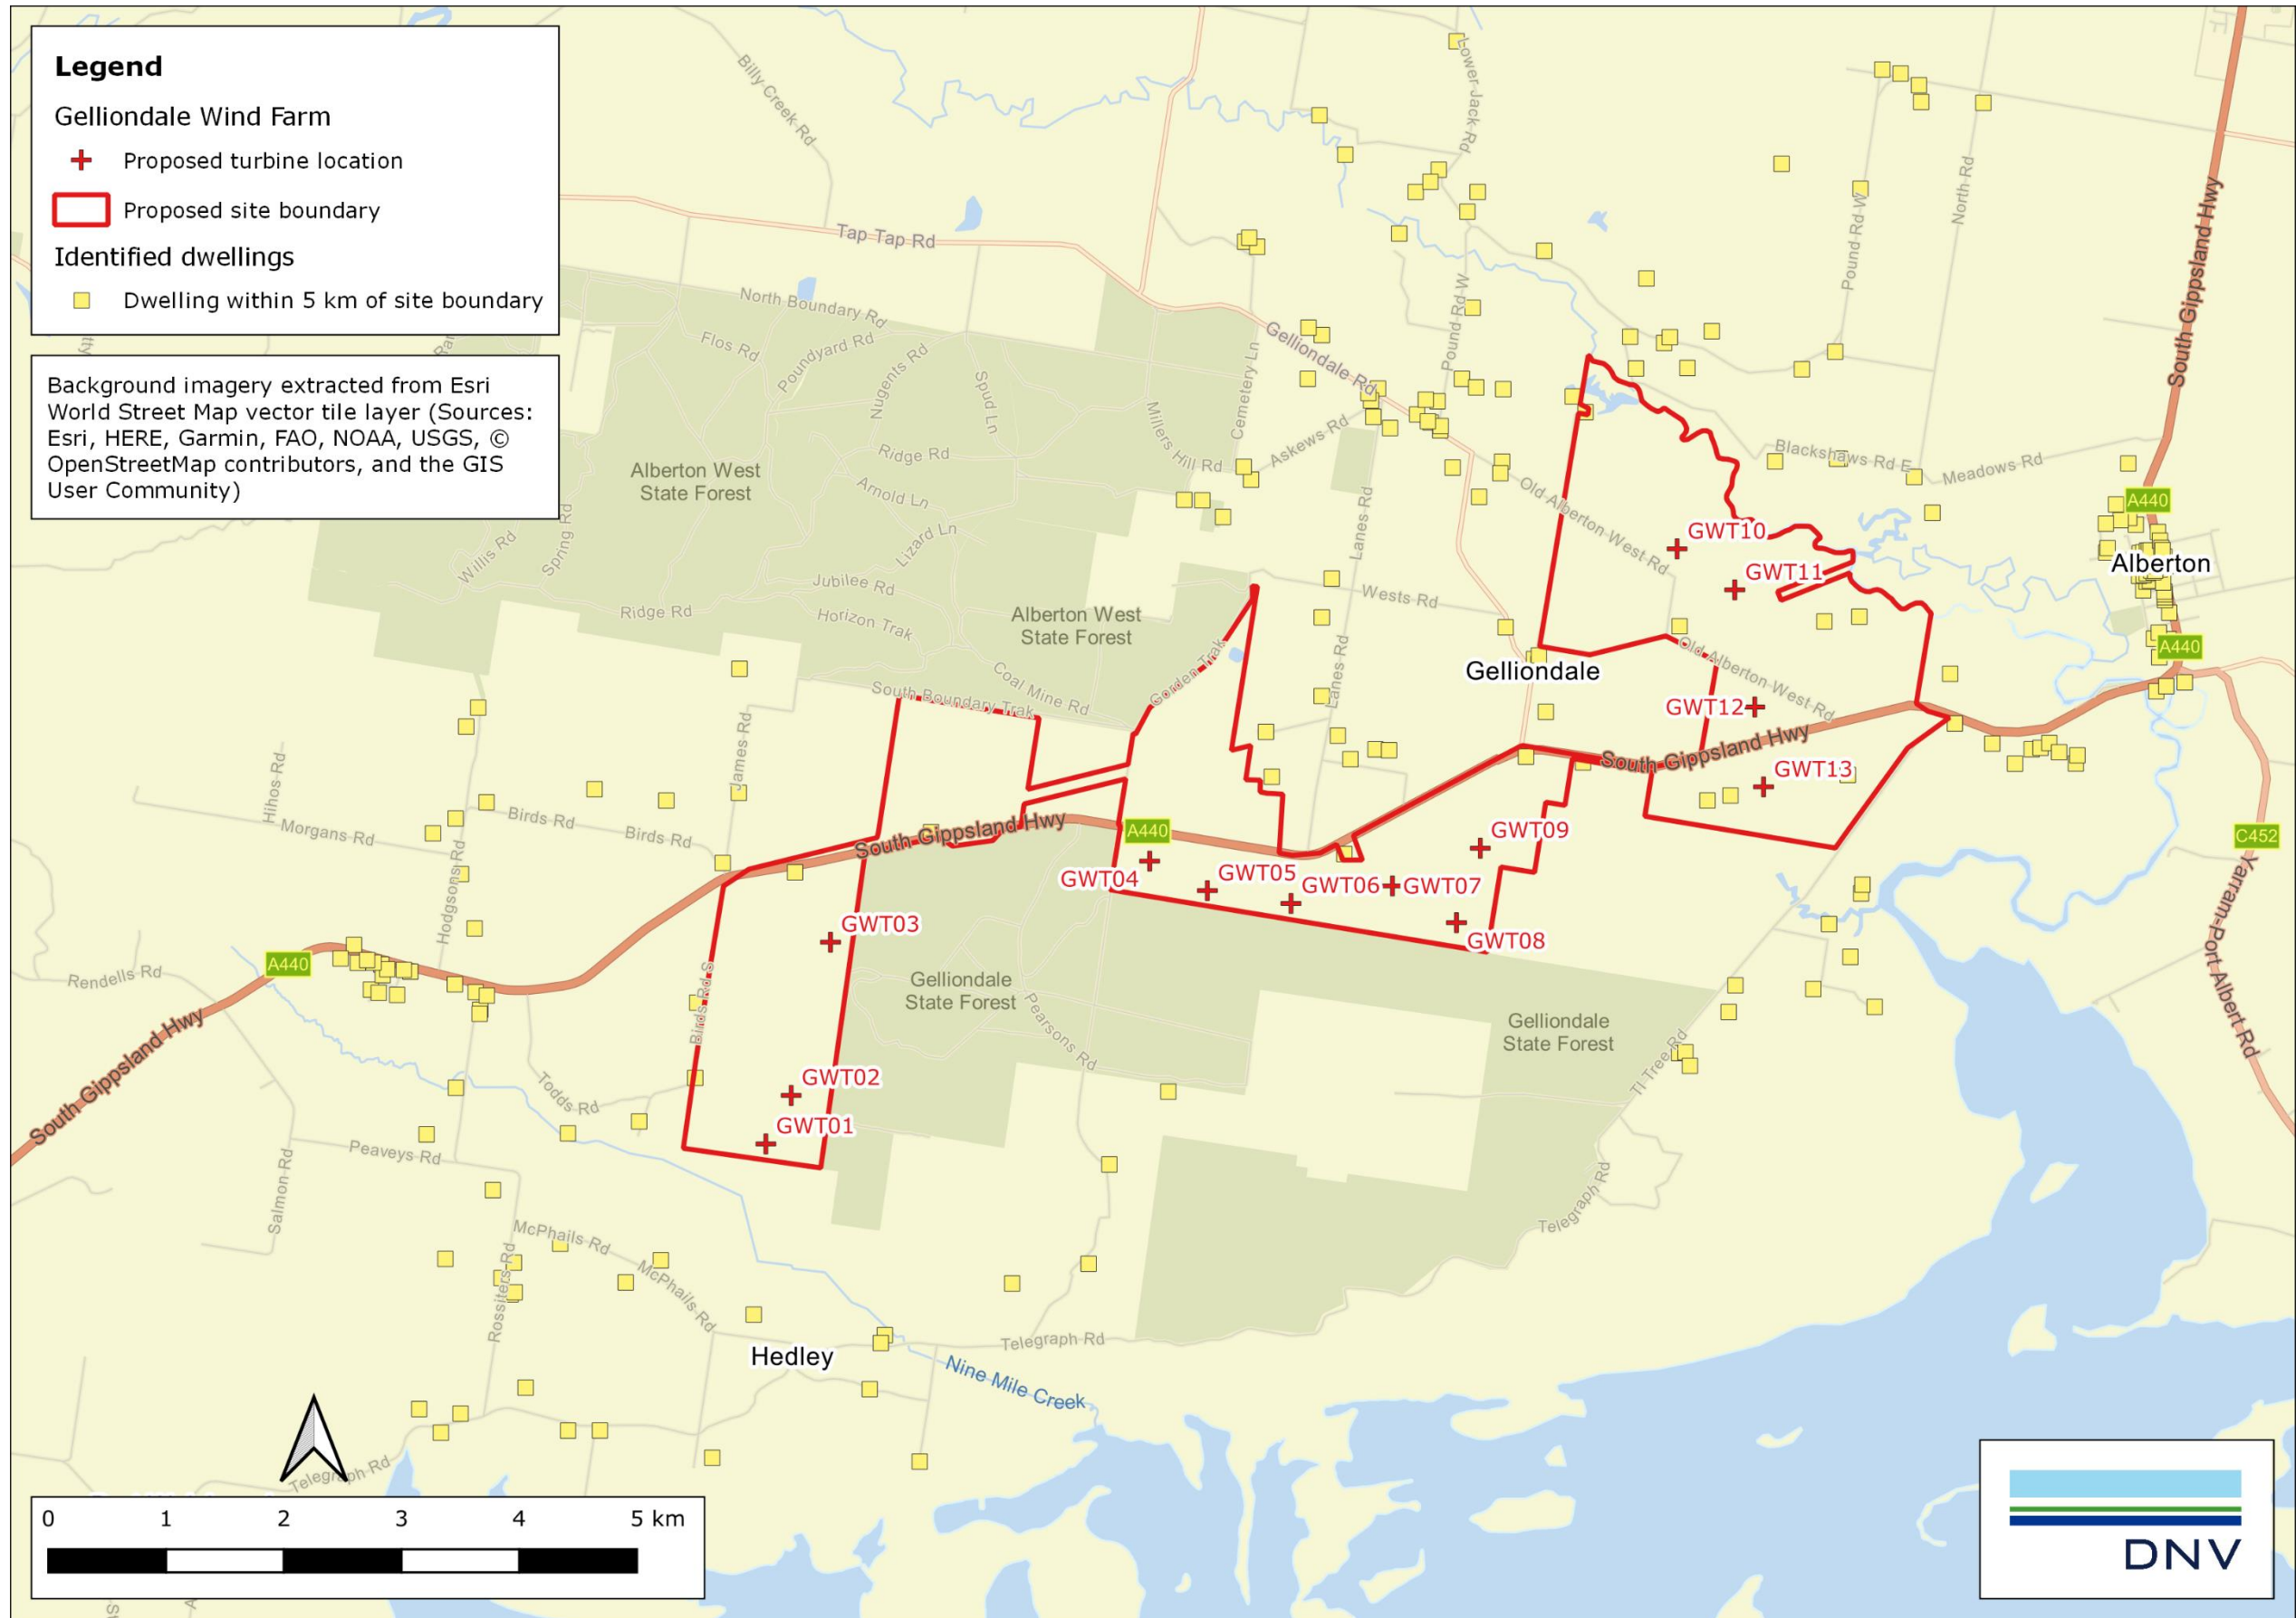 Legend
Gelliondale Wind Farm
Proposed turbine location
Proposed site boundary
Identified dwellings
Dwelling within 5 km of site boundary
Background imagery extracted from Esri
World Street Map vector tile layer (Sources:
Esri, HERE, Garmin, FAO, NOAA, USGS, ©
OpenStreetMap contributors, and the GIS
User Community)
Billy Creek Rd
Lower Jack Rd
Pound Rd W
North Rd
South Gippsland Hwy
Tap Tap Rd
North Boundary Rd
Flos Rd
Poundyard Rd
Nugents Rd
Spud Ln
Millers Hill Rd
Cemetery Ln
Gelliondale Rd
Pound Rd W
Askews Rd
Ridge Rd
Arnold Ln
Lizard Ln
Alberton West
State Forest
Willis Rd
Spring Rd
Jubilee Rd
Ridge Rd
Horizon Trak
Alberton West
State Forest
Coal Mine Rd
South Boundary Trak
Gorden Trak
Lanes Rd
Lanes Rd
Wests Rd
Old Alberton West Rd
Blackshaws Rd E
Meadows Rd
A440
Alberton
A440
GWT10
GWT11
Gelliondale
Old Alberton West Rd
GWT12
South Gippsland Hwy
GWT13
C452
Yarram-Port Albert Rd
Hihos Rd
Morgans Rd
Hodgsons Rd
Birds Rd
Birds Rd
James Rd
South Gippsland Hwy
A440
GWT04
GWT05
GWT06
GWT07
GWT08
GWT09
GWT03
A440
Rendells Rd
South Gippsland Hwy
Birds Rd S
Gelliondale
State Forest
Pearsons Rd
Gelliondale
State Forest
TI Tree Rd
GWT02
GWT01
Todds Rd
Peaveys Rd
Salmon Rd
McPhails Rd
McPhails Rd
Rossiters Rd
Telegraph Rd
Hedley
Telegraph Rd
Nine Mile Creek
Telegraph Rd
0 1 2 3 4 5 km
DNV